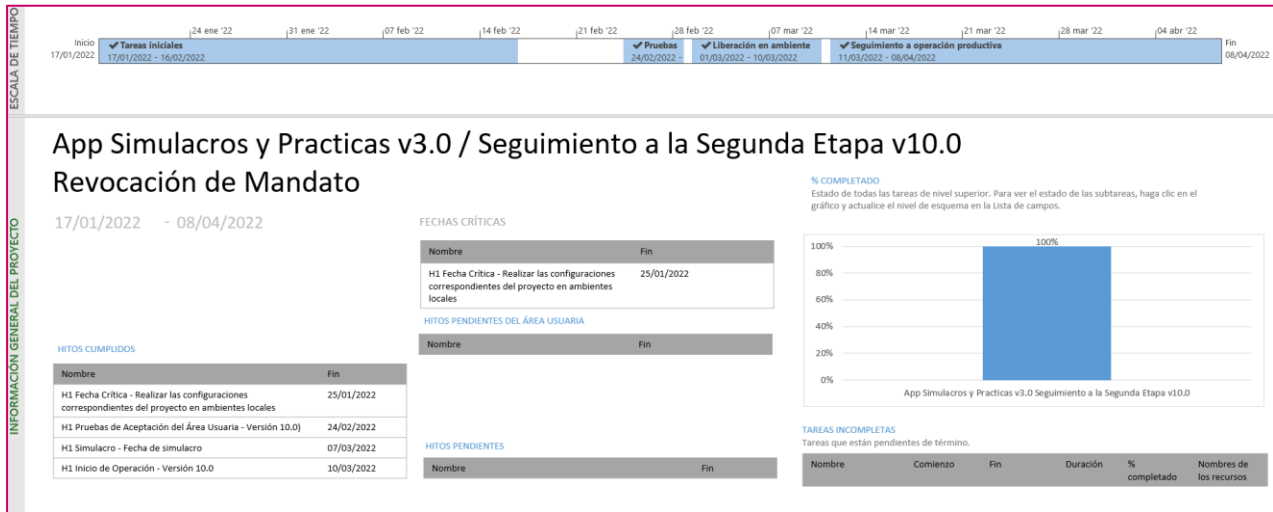 ESCALA DE TIEMPO
24 ene '22
31 ene '22
07 feb '22
14 feb '22
21 feb '22
28 feb '22
07 mar '22
14 mar '22
21 mar '22
28 mar '22
04 abr '22
Inicio
17/01/2022
Tareas iniciales
17/01/2022 - 16/02/2022
Pruebas
24/02/2022 -
Liberación en ambiente
01/03/2022 - 10/03/2022
Seguimiento a operación productiva
11/03/2022 - 08/04/2022
Fin
08/04/2022
INFORMACIÓN GENERAL DEL PROYECTO
App Simulacros y Practicas v3.0 / Seguimiento a la Segunda Etapa v10.0
Revocación de Mandato
17/01/2022 - 08/04/2022
HITOS CUMPLIDOS
Nombre Fin
H1 Fecha Crítica - Realizar las configuraciones 25/01/2022
correspondientes del proyecto en ambientes locales
H1 Pruebas de Aceptación del Área Usuaria - Versión 10.0) 24/02/2022
H1 Simulacro - Fecha de simulacro 07/03/2022
H1 Inicio de Operación - Versión 10.0 10/03/2022
FECHAS CRÍTICAS
Nombre Fin
H1 Fecha Crítica - Realizar las configuraciones 25/01/2022
correspondientes del proyecto en ambientes
locales
HITOS PENDIENTES DEL ÁREA USUARIA
Nombre Fin
HITOS PENDIENTES
Nombre Fin
% COMPLETADO
Estado de todas las tareas de nivel superior. Para ver el estado de las subtareas, haga clic en el
gráfico y actualice el nivel de esquema en la Lista de campos.
100%
100%
80%
60%
40%
20%
0%
App Simulacros y Practicas v3.0 Seguimiento a la Segunda Etapa v10.0
TAREAS INCOMPLETAS
Tareas que están pendientes de término.
Nombre Comienzo Fin Duración % Nombres de
completado los recursos